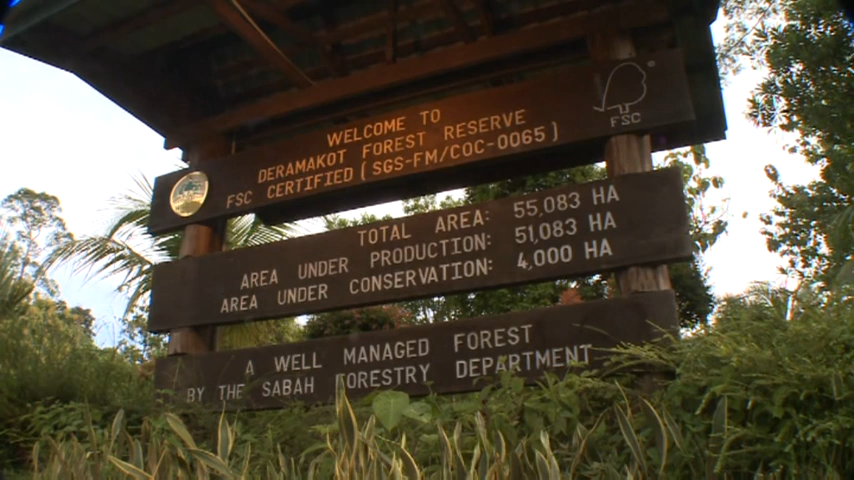 WELCOME TO
DERAMAKOT FOREST RESERVE
FSC CERTIFIED (SGS-FM/COC-0065)
FSC
TOTAL AREA: 55,083 HA
AREA UNDER PRODUCTION: 51,083 HA
AREA UNDER CONSERVATION: 4,000 HA
A WELL MANAGED FOREST
BY THE SABAH FORESTRY DEPARTMENT